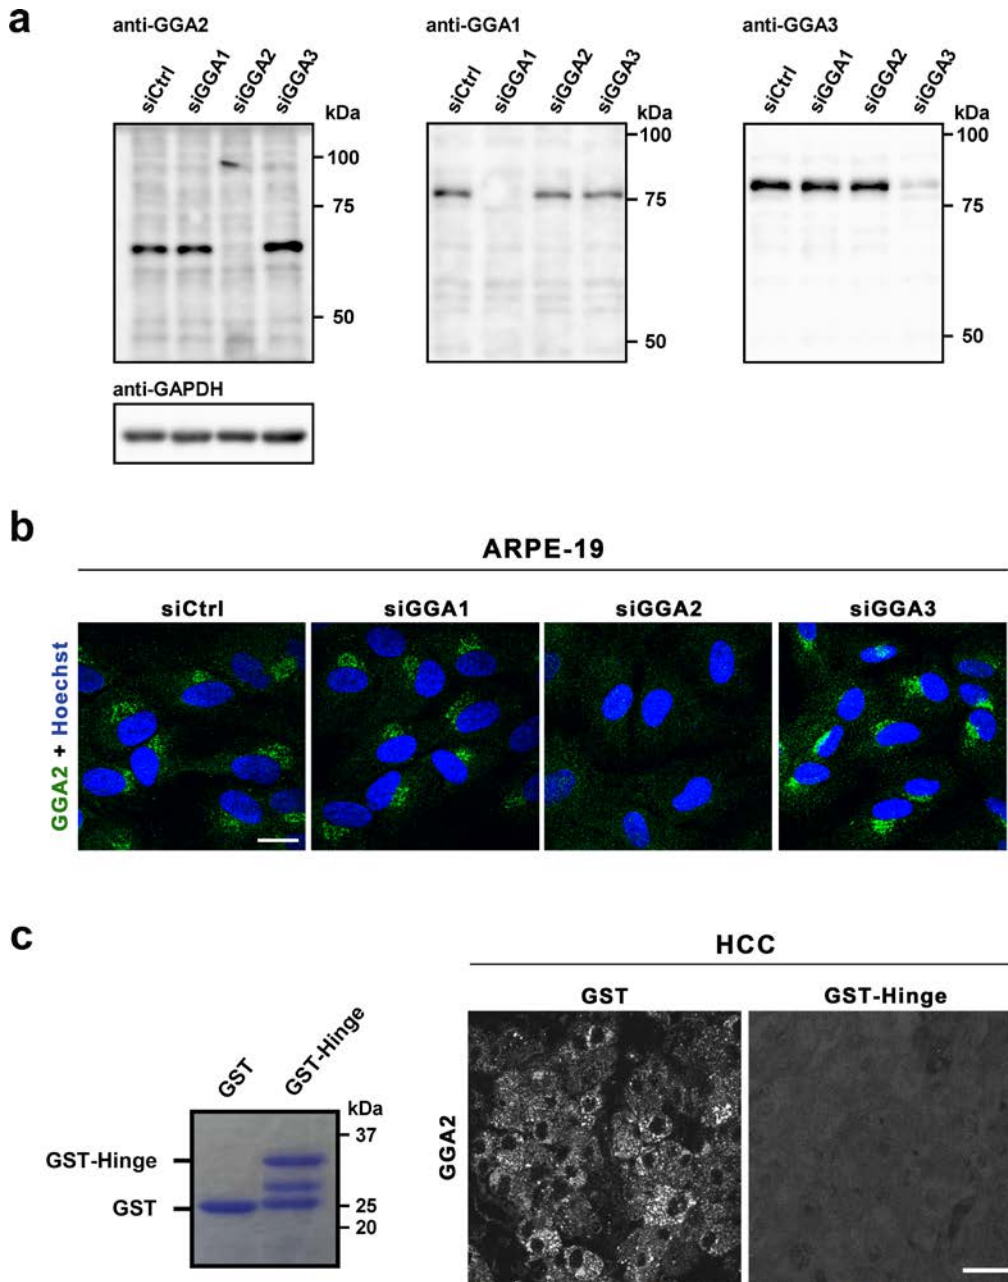 a
anti-GGA2
siCtrl siGGA1 siGGA2 siGGA3
kDa
100
75
50
anti-GAPDH
anti-GGA1
siCtrl siGGA1 siGGA2 siGGA3
kDa
100
75
50
anti-GGA3
siCtrl siGGA1 siGGA2 siGGA3
kDa
100
75
50
b
ARPE-19
siCtrl siGGA1 siGGA2 siGGA3
GGA2 + Hoechst
c
GST GST-Hinge
kDa
37
GST-Hinge
GST
25
20
HCC
GST GST-Hinge
GGA2